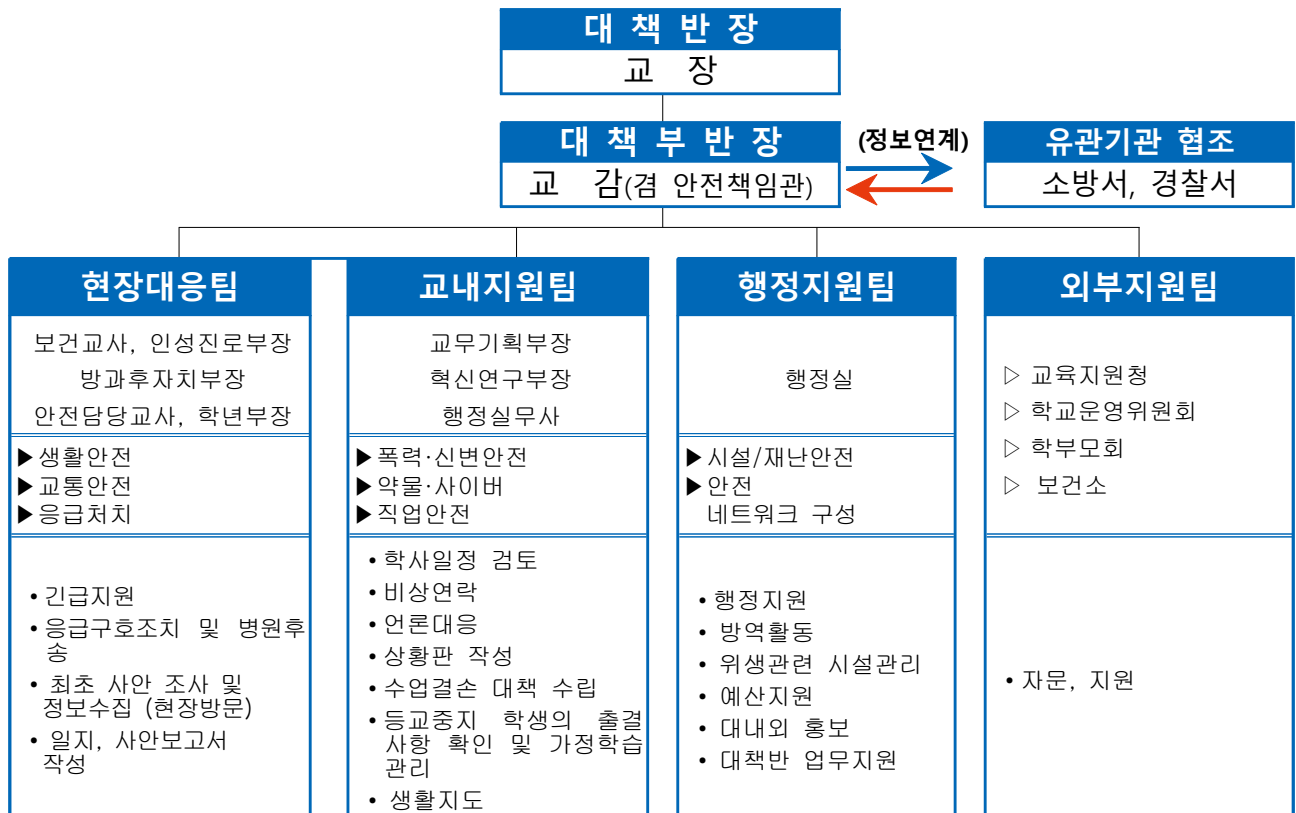 대 책 반 장
교 장
대 책 부 반 장
교 감(겸 안전책임관)
(정보연계)
유관기관 협조
소방서, 경찰서
현장대응팀
보건교사, 인성진로부장
방과후자치부장
안전담당교사, 학년부장
▶생활안전
▶교통안전
▶응급처치
•긴급지원
•응급구호조치 및 병원후
송
• 최초 사안 조사 및
정보수집 (현장방문)
• 일지, 사안보고서
작성
교내지원팀
교무기획부장
혁신연구부장
행정실무사
▶폭력·신변안전
▶약물·사이버
▶직업안전
•학사일정 검토
•비상연락
•언론대응
•상황판 작성
•수업결손 대책 수립
•등교중지 학생의 출결
사항 확인 및 가정학습
관리
• 생활지도
행정지원팀
행정실
▶시설/재난안전
▶안전
네트워크 구성
•행정지원
• 방역활동
• 위생관련 시설관리
• 예산지원
• 대내외 홍보
• 대책반 업무지원
외부지원팀
▷ 교육지원청
▷ 학교운영위원회
▷ 학부모회
▷ 보건소
•자문, 지원